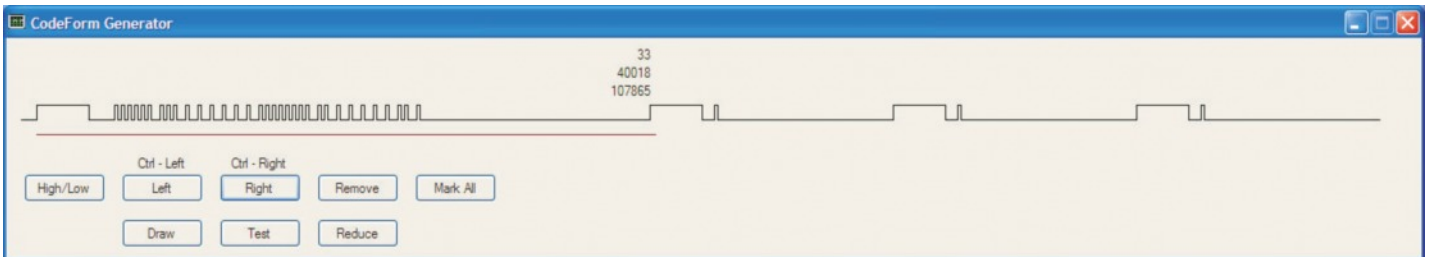 CodeForm Generator
33
40018
107865
Ctrl - Left Ctrl - Right
High/Low Left Right Remove Mark All
Draw Test Reduce